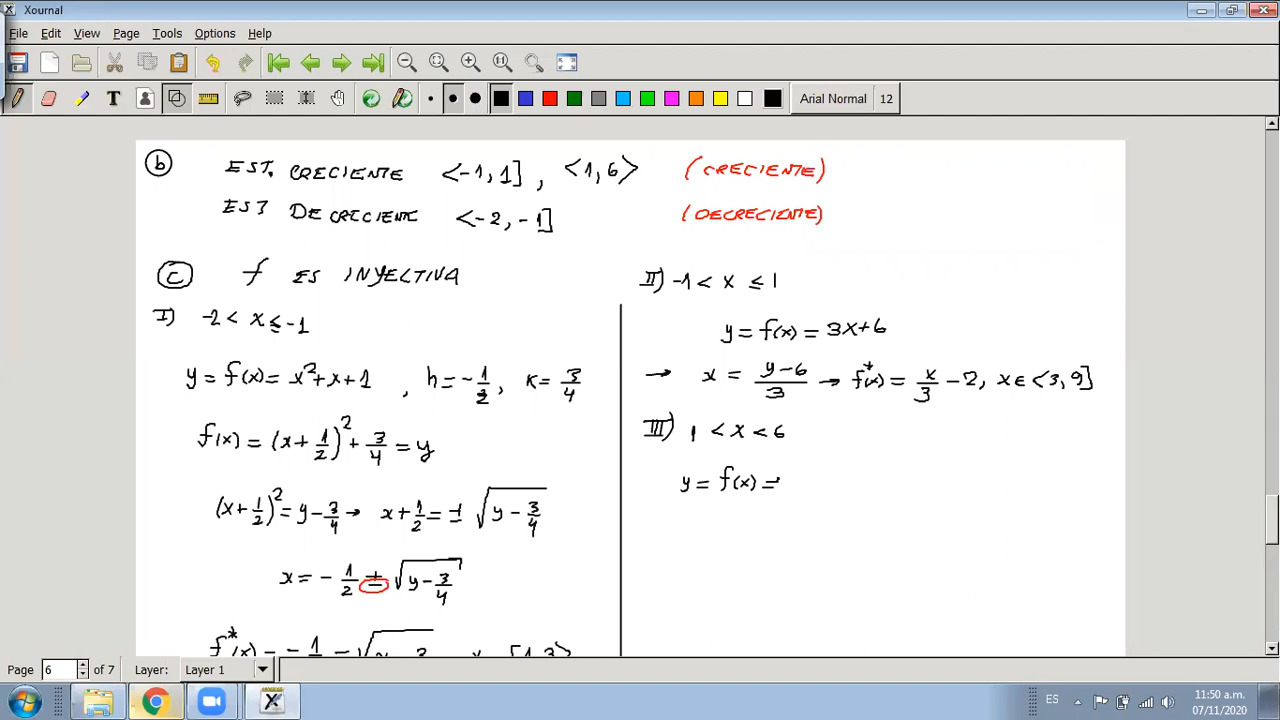 Xournal
File Edit View Page Tools Options Help
Arial Normal 12
b EST. CRECIENTE <-1, 1] , <1, 6> (CRECIENTE)
EST DECRECIENTE <-2, -1] (DECRECIENTE)
c f ES INYECTIVA
I) -2 < x ≤ -1
y = f(x) = x² + x + 1 , h = -1/2, K = 3/4
f(x) = (x + 1/2)² + 3/4 = y
(x + 1/2)² = y - 3/4 → x + 1/2 = ± √(y - 3/4)
x = - 1/2 ± √(y - 3/4)
II) -1 < x ≤ 1
y = f(x) = 3x + 6
→ x = (y - 6)/3 → f*(x) = x/3 - 2, x ∈ <3, 9]
III) 1 < x < 6
y = f(x) =
Page 6 of 7 Layer: Layer 1
ES 11:50 a.m.
07/11/2020